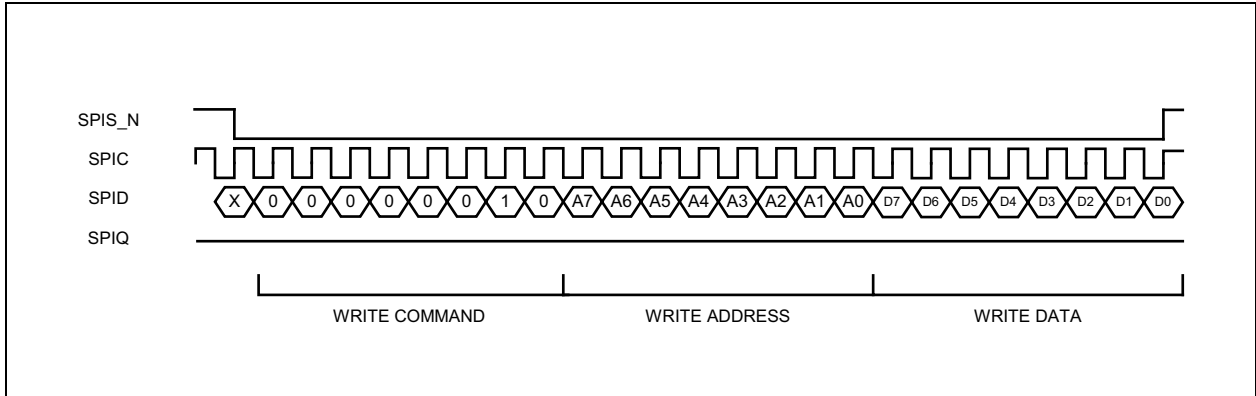 SPIS_N
SPIC
SPID X 0 0 0 0 0 0 1 0 A7 A6 A5 A4 A3 A2 A1 A0 D7 D6 D5 D4 D3 D2 D1 D0
SPIQ
WRITE COMMAND WRITE ADDRESS WRITE DATA